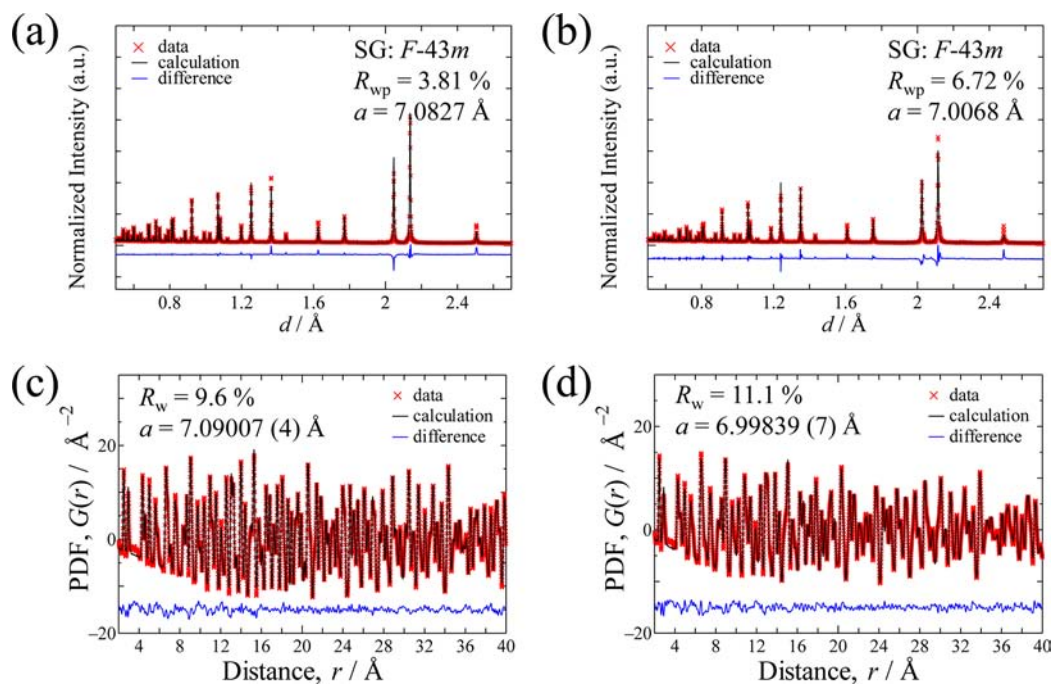 (a)
Normalized Intensity (a.u.)
data
calculation
difference
SG: F-43m
Rwp = 3.81 %
a = 7.0827 Å
0.8 1.2 1.6 2 2.4
d / Å
(b)
Normalized Intensity (a.u.)
data
calculation
difference
SG: F-43m
Rwp = 6.72 %
a = 7.0068 Å
0.8 1.2 1.6 2 2.4
d / Å
(c)
PDF, G(r) / Å−2
Rw = 9.6 %
a = 7.09007 (4) Å
data
calculation
difference
20
0
−20
4 8 12 16 20 24 28 32 36 40
Distance, r / Å
(d)
PDF, G(r) / Å−2
Rw = 11.1 %
a = 6.99839 (7) Å
data
calculation
difference
20
0
−20
4 8 12 16 20 24 28 32 36 40
Distance, r / Å